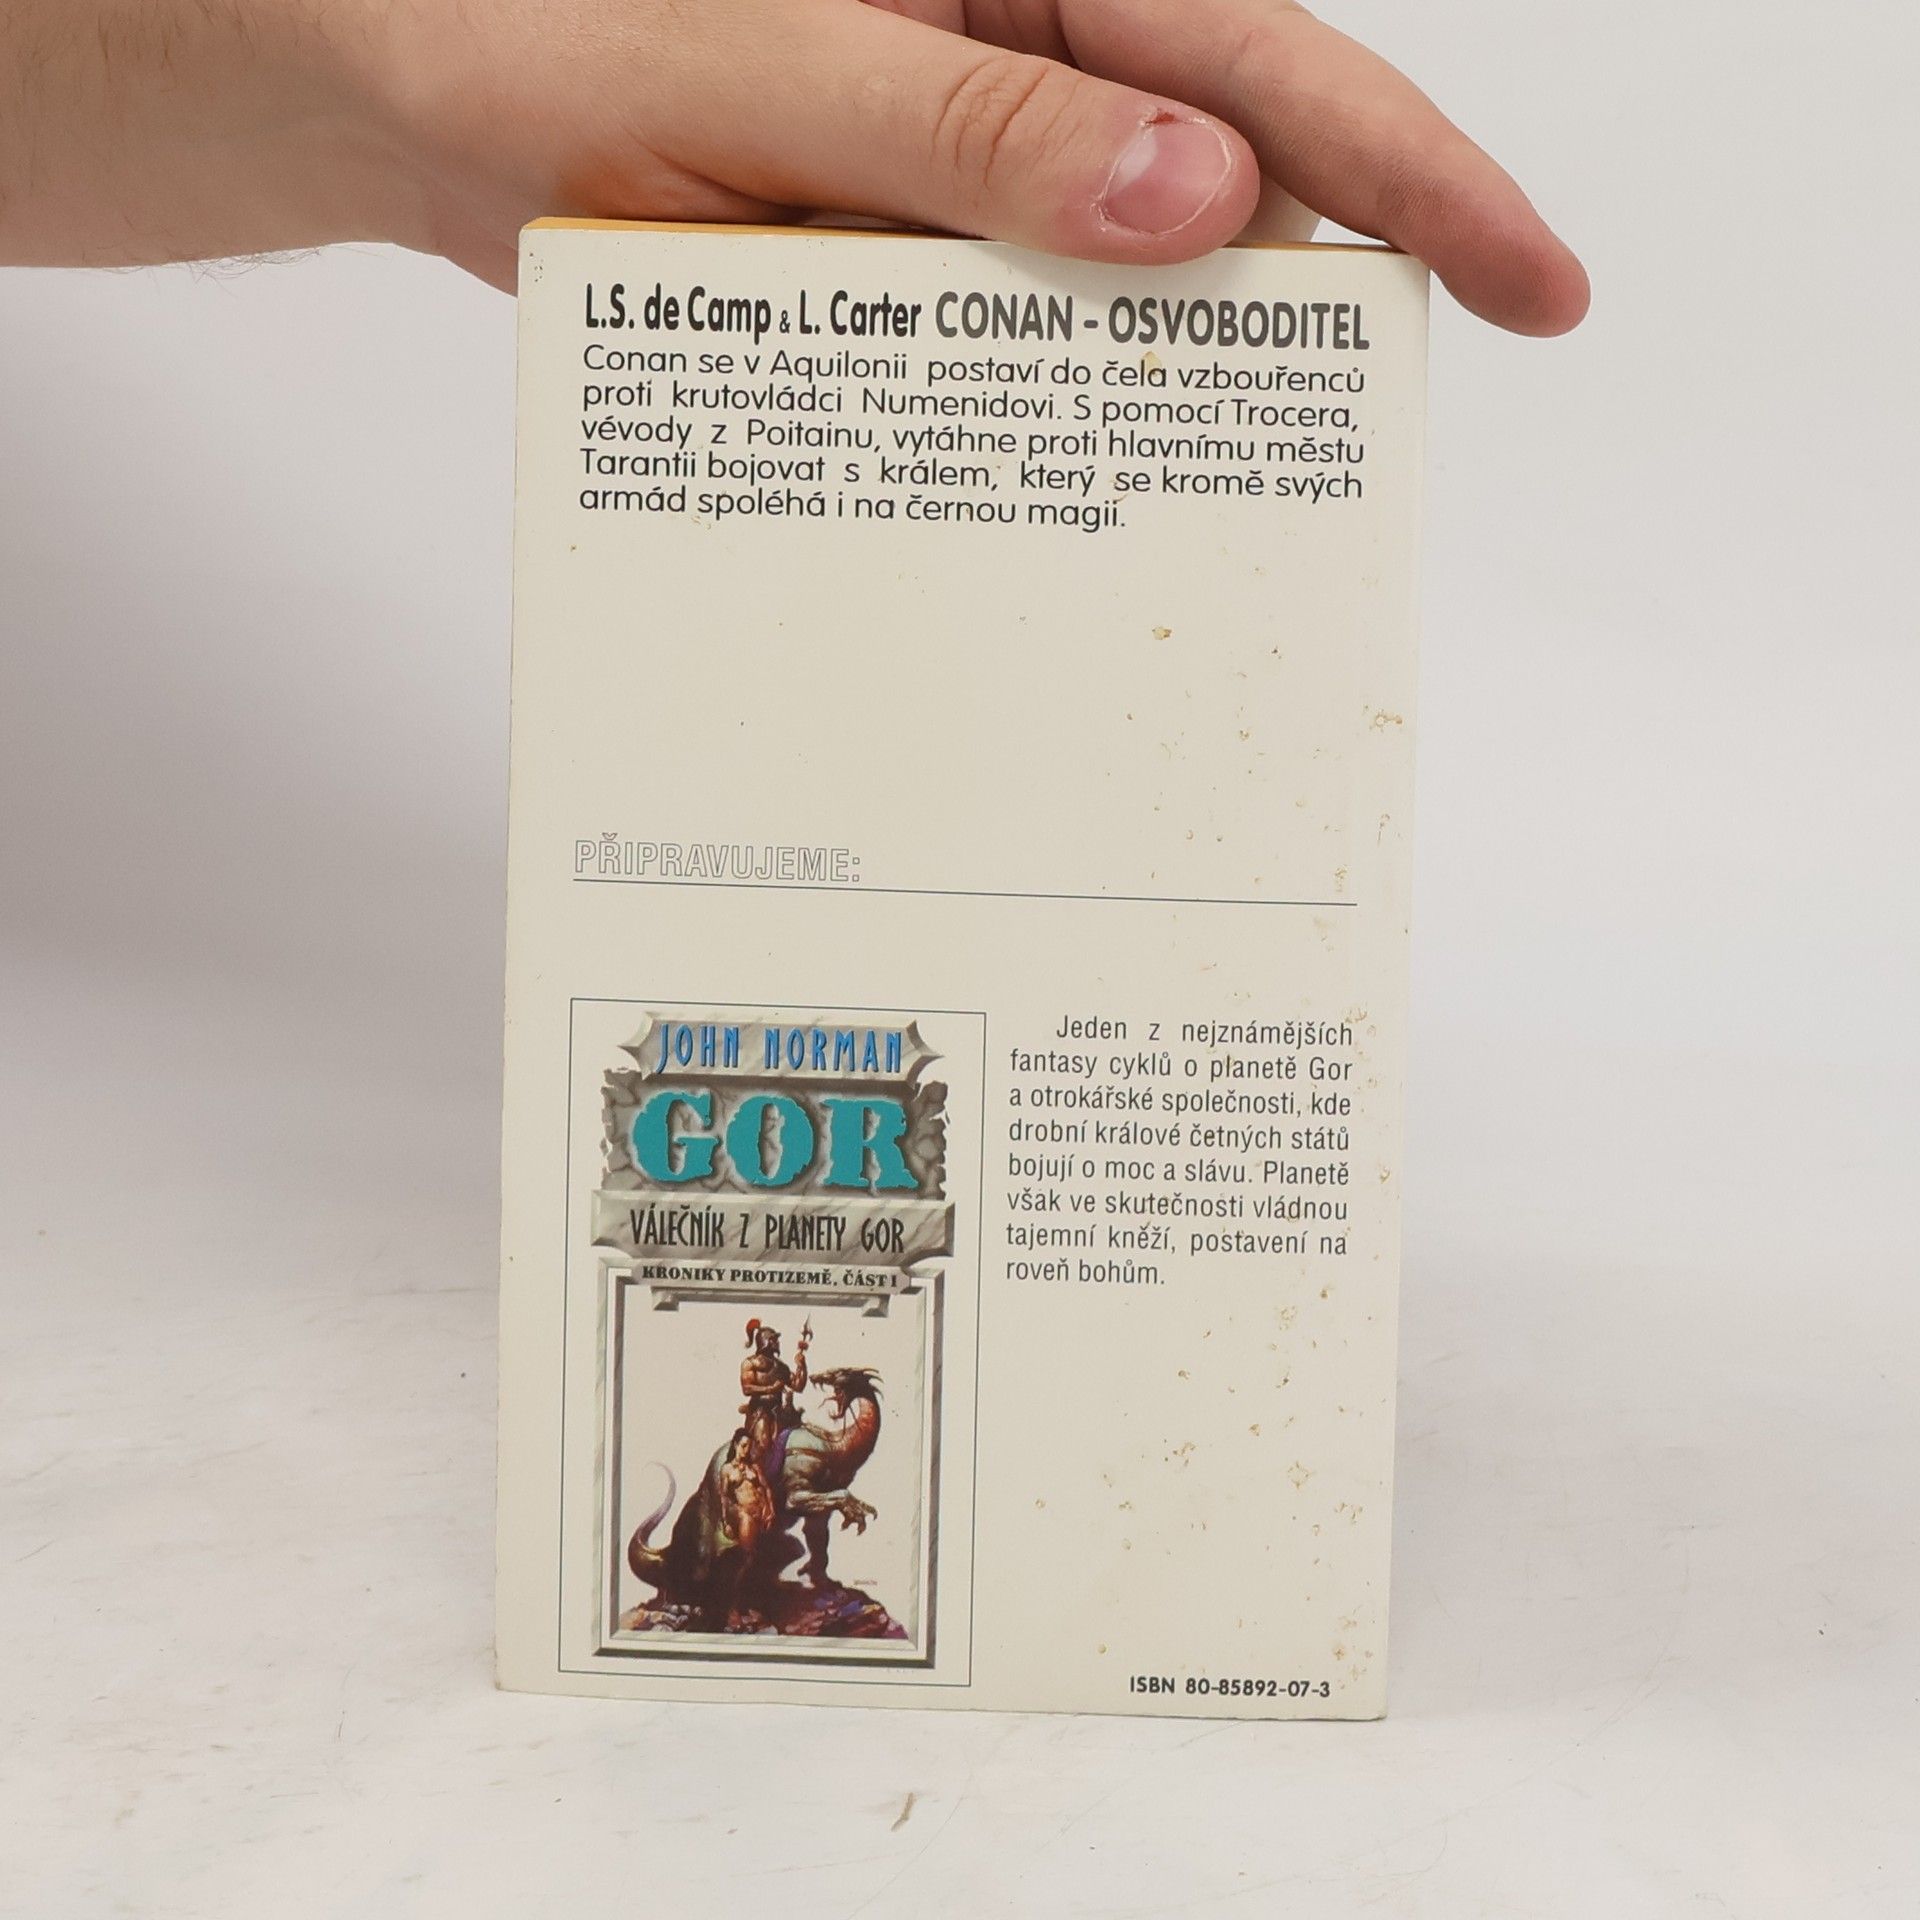 L.S. de Camp & L. Carter CONAN - OSVOBODITEL
Conan se v Aquilonii postaví do čela vzbouřenců
proti krutovládci Numenidovi. S pomocí Trocera,
vévody z Poitainu, vytáhne proti hlavnímu městu
Tarantii bojovat s králem, který se kromě svých
armád spoléhá i na černou magii.
PŘIPRAVUJEME:
JOHN NORMAN
GOR
VÁLEČNÍK Z PLANETY GOR
KRONIKY PROTIZEMĚ, ČÁST I
Jeden z nejznámějších
fantasy cyklů o planetě Gor
a otrokářské společnosti, kde
drobní králové četných států
bojují o moc a slávu. Planetě
však ve skutečnosti vládnou
tajemní kněží, postavení na
roveň bohům.
ISBN 80-85892-07-3